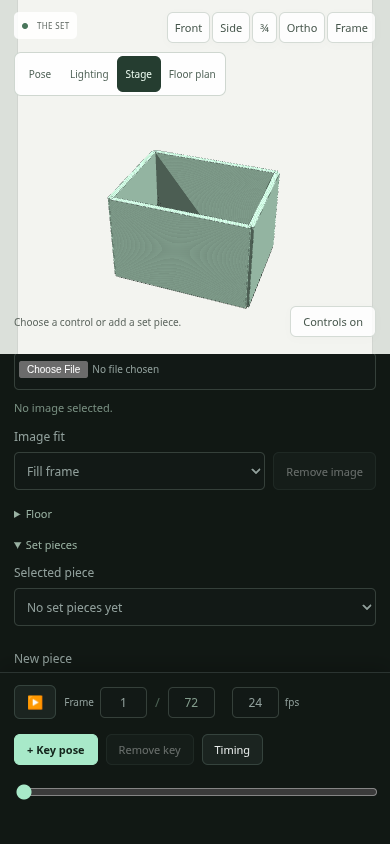 THE SET
Front Side ¾ Ortho Frame
Pose Lighting Stage Floor plan
Choose a control or add a set piece.
Controls on
Choose File No file chosen
No image selected.
Image fit
Fill frame Remove image
Floor
Set pieces
Selected piece
No set pieces yet
New piece
Frame 1 / 72 24 fps
+ Key pose Remove key Timing